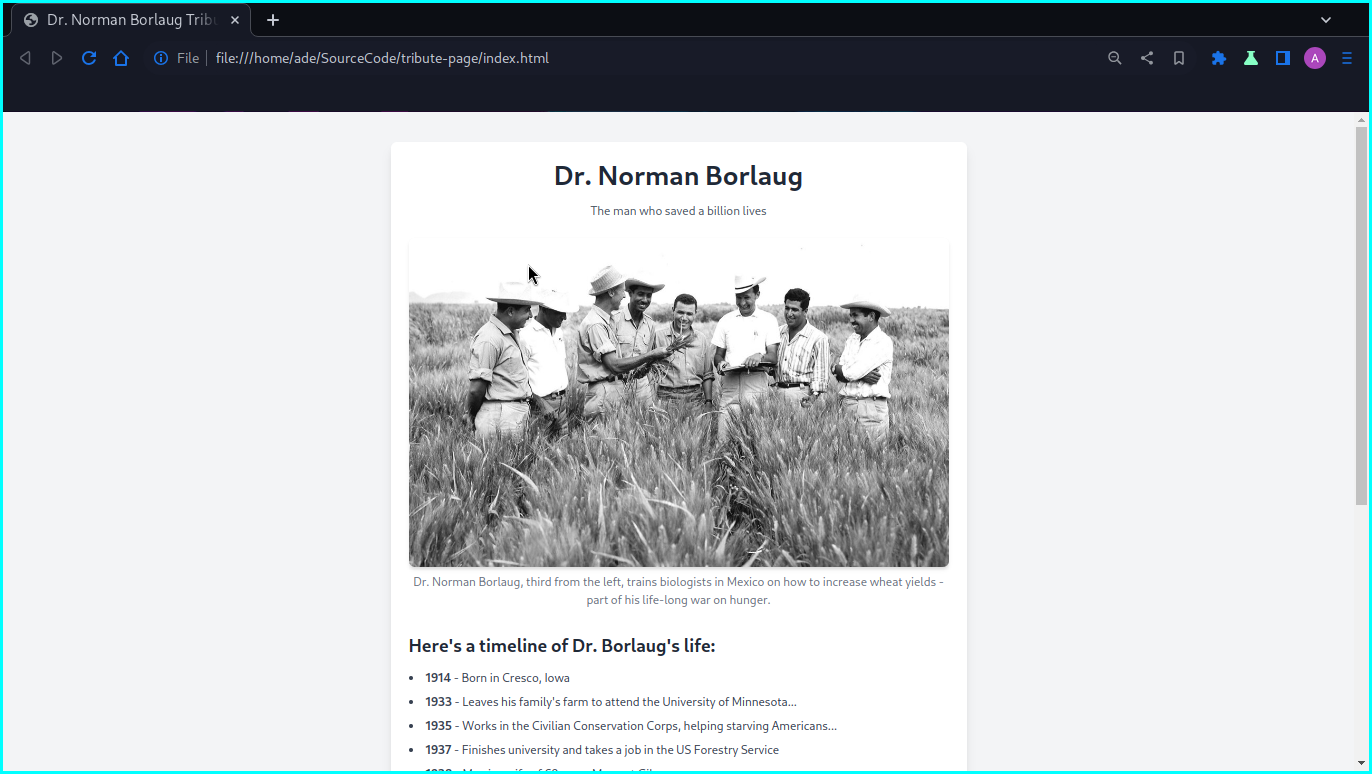 Dr. Norman Borlaug Tribu
File
file:///home/ade/SourceCode/tribute-page/index.html
A
Dr. Norman Borlaug
The man who saved a billion lives
Dr. Norman Borlaug, third from the left, trains biologists in Mexico on how to increase wheat yields -
part of his life-long war on hunger.
Here's a timeline of Dr. Borlaug's life:
• 1914 - Born in Cresco, Iowa
• 1933 - Leaves his family's farm to attend the University of Minnesota...
• 1935 - Works in the Civilian Conservation Corps, helping starving Americans...
• 1937 - Finishes university and takes a job in the US Forestry Service